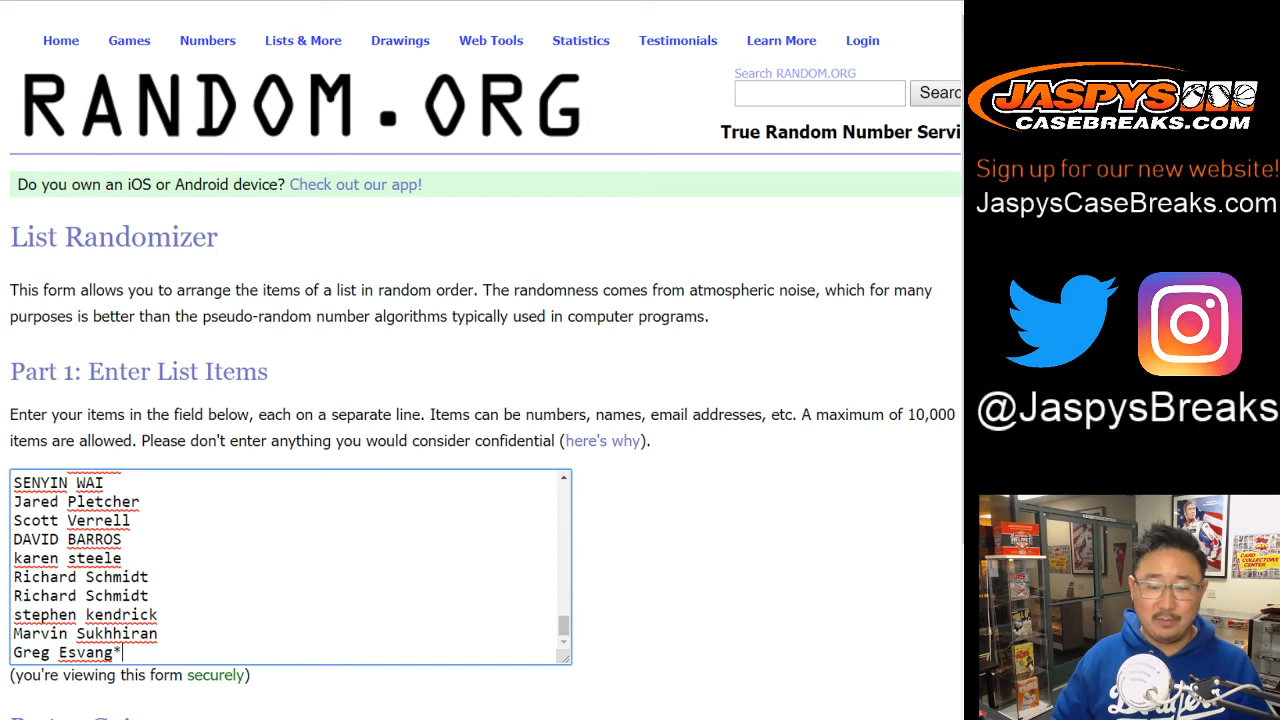 Home Games Numbers Lists & More Drawings Web Tools Statistics Testimonials Learn More Login
RANDOM.ORG
Search RANDOM.ORG
Searc
True Random Number Servi
Do you own an iOS or Android device? Check out our app!
List Randomizer
This form allows you to arrange the items of a list in random order. The randomness comes from atmospheric noise, which for many
purposes is better than the pseudo-random number algorithms typically used in computer programs.
Part 1: Enter List Items
Enter your items in the field below, each on a separate line. Items can be numbers, names, email addresses, etc. A maximum of 10,000
items are allowed. Please don't enter anything you would consider confidential (here's why).
SENYIN WAI
Jared Pletcher
Scott Verrell
DAVID BARROS
karen steele
Richard Schmidt
Richard Schmidt
stephen kendrick
Marvin Sukhhiran
Greg Esvang*
(you're viewing this form securely)
JASPYS
CASEBREAKS.COM
Sign up for our new website!
JaspysCaseBreaks.com
@JaspysBreaks